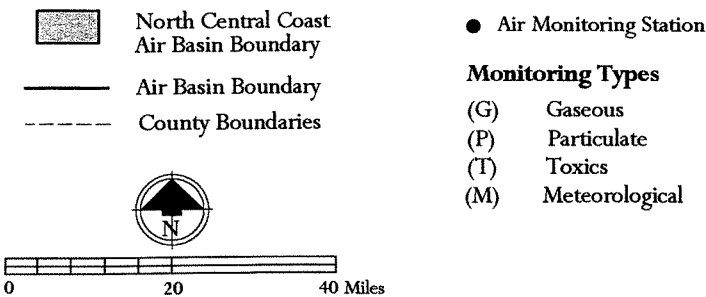 North Central Coast
Air Basin Boundary
Air Basin Boundary
County Boundaries
N
0 20 40 Miles
Air Monitoring Station
Monitoring Types
(G) Gaseous
(P) Particulate
(T) Toxics
(M) Meteorological